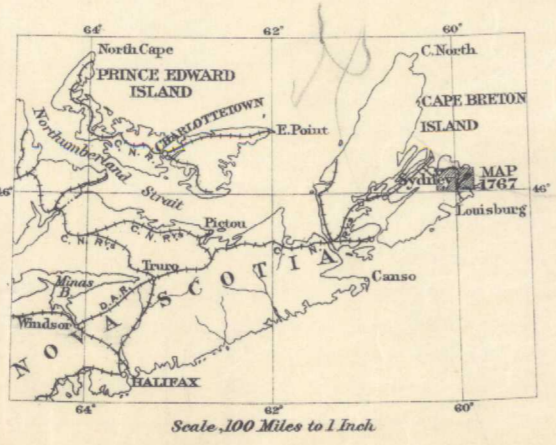 64° 62° 60°
North Cape
C. North
PRINCE EDWARD
ISLAND
CHARLOTTETOWN
E. Point
CAPE BRETON
ISLAND
C. N. R.
Northumberland
Strait
Sydney
MAP
1767
46° 46°
Louisburg
Pictou
C. N. Rys
C. N. Rys
C. N. R.
Truro
Minas
B.
D.A.R.
Canso
Windsor
NOVA SCOTIA
HALIFAX
64° 62° 60°
Scale, 100 Miles to 1 Inch